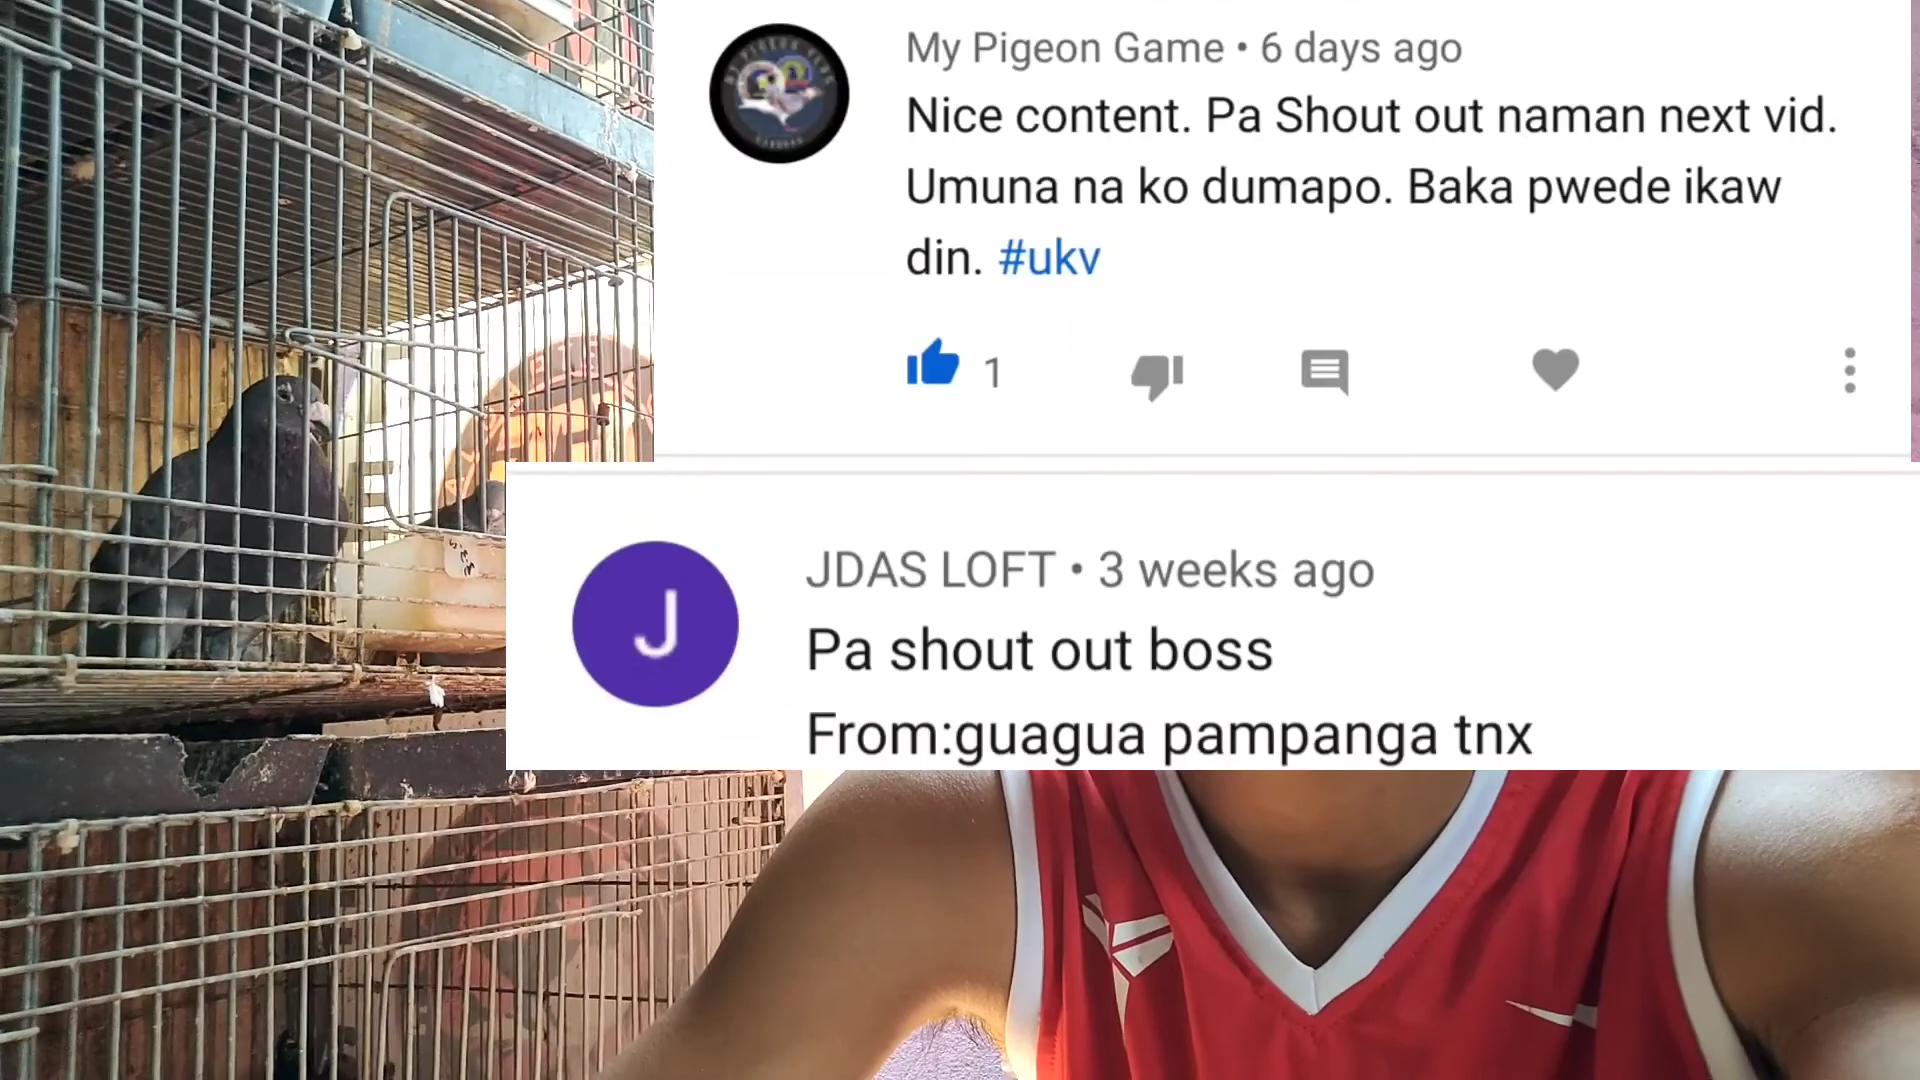 My Pigeon Game • 6 days ago
Nice content. Pa Shout out naman next vid.
Umuna na ko dumapo. Baka pwede ikaw
din. #ukv
1
JDAS LOFT • 3 weeks ago
J
Pa shout out boss
From:guagua pampanga tnx